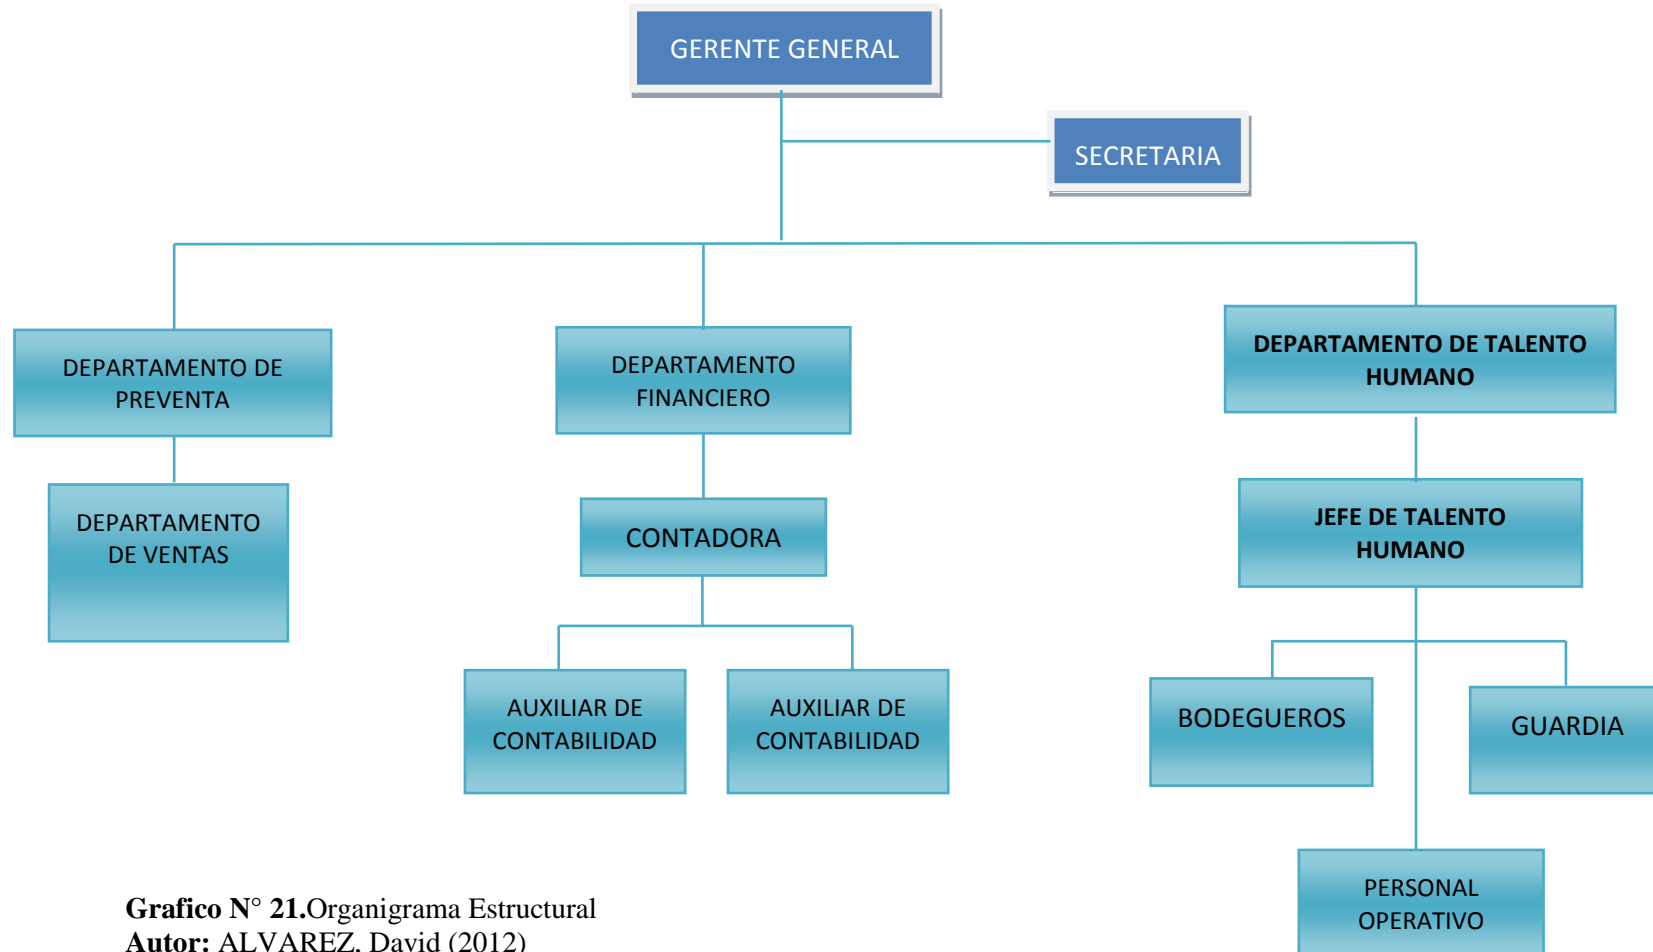 GERENTE GENERAL
SECRETARIA
DEPARTAMENTO DE
PREVENTA
DEPARTAMENTO
FINANCIERO
DEPARTAMENTO DE TALENTO
HUMANO
DEPARTAMENTO
DE VENTAS
CONTADORA
JEFE DE TALENTO
HUMANO
AUXILIAR DE
CONTABILIDAD
AUXILIAR DE
CONTABILIDAD
BODEGUEROS
GUARDIA
PERSONAL
OPERATIVO
Grafico N° 21.Organigrama Estructural
Autor: ALVAREZ, David (2012)